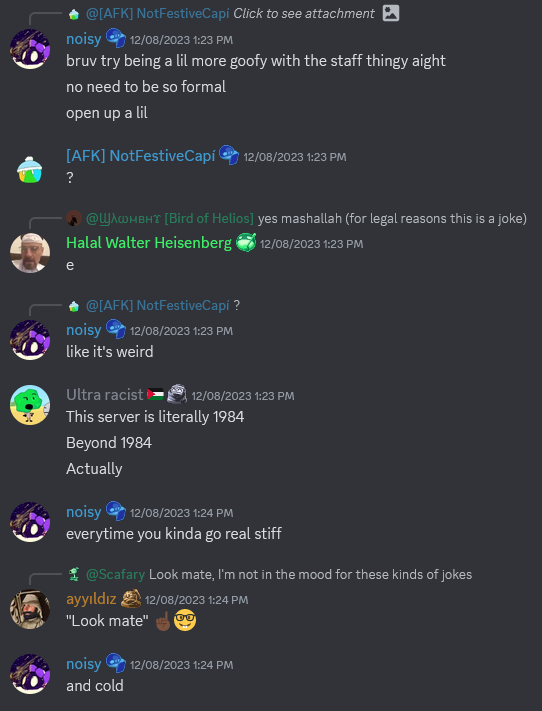 @[AFK] NotFestiveCapí Click to see attachment
noisy 12/08/2023 1:23 PM
bruv try being a lil more goofy with the staff thingy aight
no need to be so formal
open up a lil
[AFK] NotFestiveCapí 12/08/2023 1:23 PM
?
[Bird of Helios] yes mashallah (for legal reasons this is a joke)
Halal Walter Heisenberg 12/08/2023 1:23 PM
e
@[AFK] NotFestiveCapí ?
noisy 12/08/2023 1:23 PM
like it's weird
Ultra racist 🇵🇸 12/08/2023 1:23 PM
This server is literally 1984
Beyond 1984
Actually
noisy 12/08/2023 1:24 PM
everytime you kinda go real stiff
@Scafary Look mate, I'm not in the mood for these kinds of jokes
ayyıldız 12/08/2023 1:24 PM
"Look mate" ☝🏿🤓
noisy 12/08/2023 1:24 PM
and cold